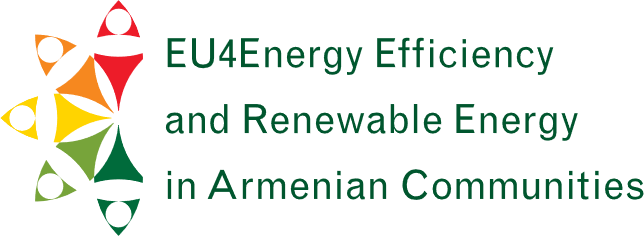 EU4Energy Efficiency
and Renewable Energy
in Armenian Communities